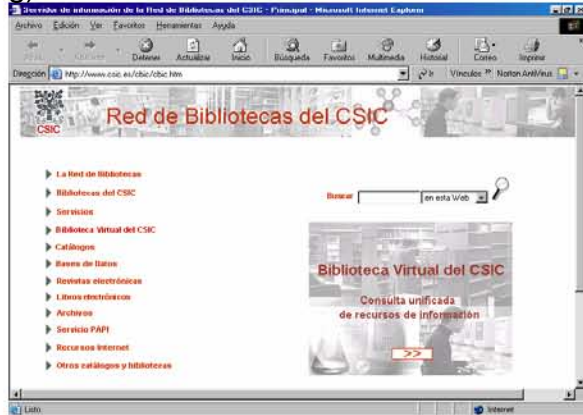 Servidor de información de la Red de Bibliotecas del CSIC - Principal - Microsoft Internet Explorer
Archivo Edición Ver Favoritos Herramientas Ayuda
Detener Actualizar Inicio Búsqueda Favoritos Multimedia Historial Correo Imprimir
Dirección http://www.csic.es/cbic/cbic.htm Ir Vínculos Norton AntiVirus
CSIC
Red de Bibliotecas del CSIC
La Red de Bibliotecas
Bibliotecas del CSIC
Servicios
Biblioteca Virtual del CSIC
Catálogos
Bases de Datos
Revistas electrónicas
Libros electrónicos
Archivos
Servicio PAPI
Recursos Internet
Otros catálogos y bibliotecas
Buscar en esta Web
Biblioteca Virtual del CSIC
Consulta unificada
de recursos de información
>>
Listo Internet